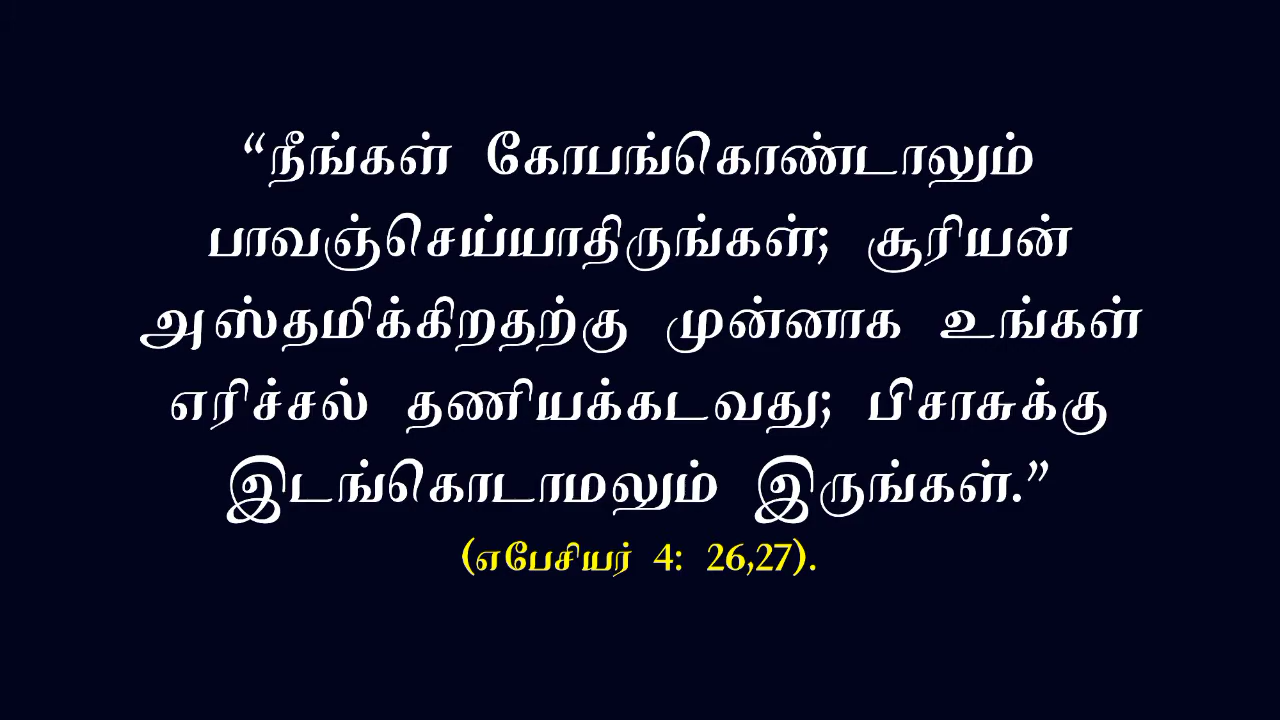 “நீங்கள் கோபங்கொண்டாலும்
பாவஞ்செய்யாதிருங்கள்; சூரியன்
அஸ்தமிக்கிறதற்கு முன்னாக உங்கள்
எரிச்சல் தணியக்கடவது; பிசாசுக்கு
இடங்கொடாமலும் இருங்கள்.”
(எபேசியர் 4: 26,27).